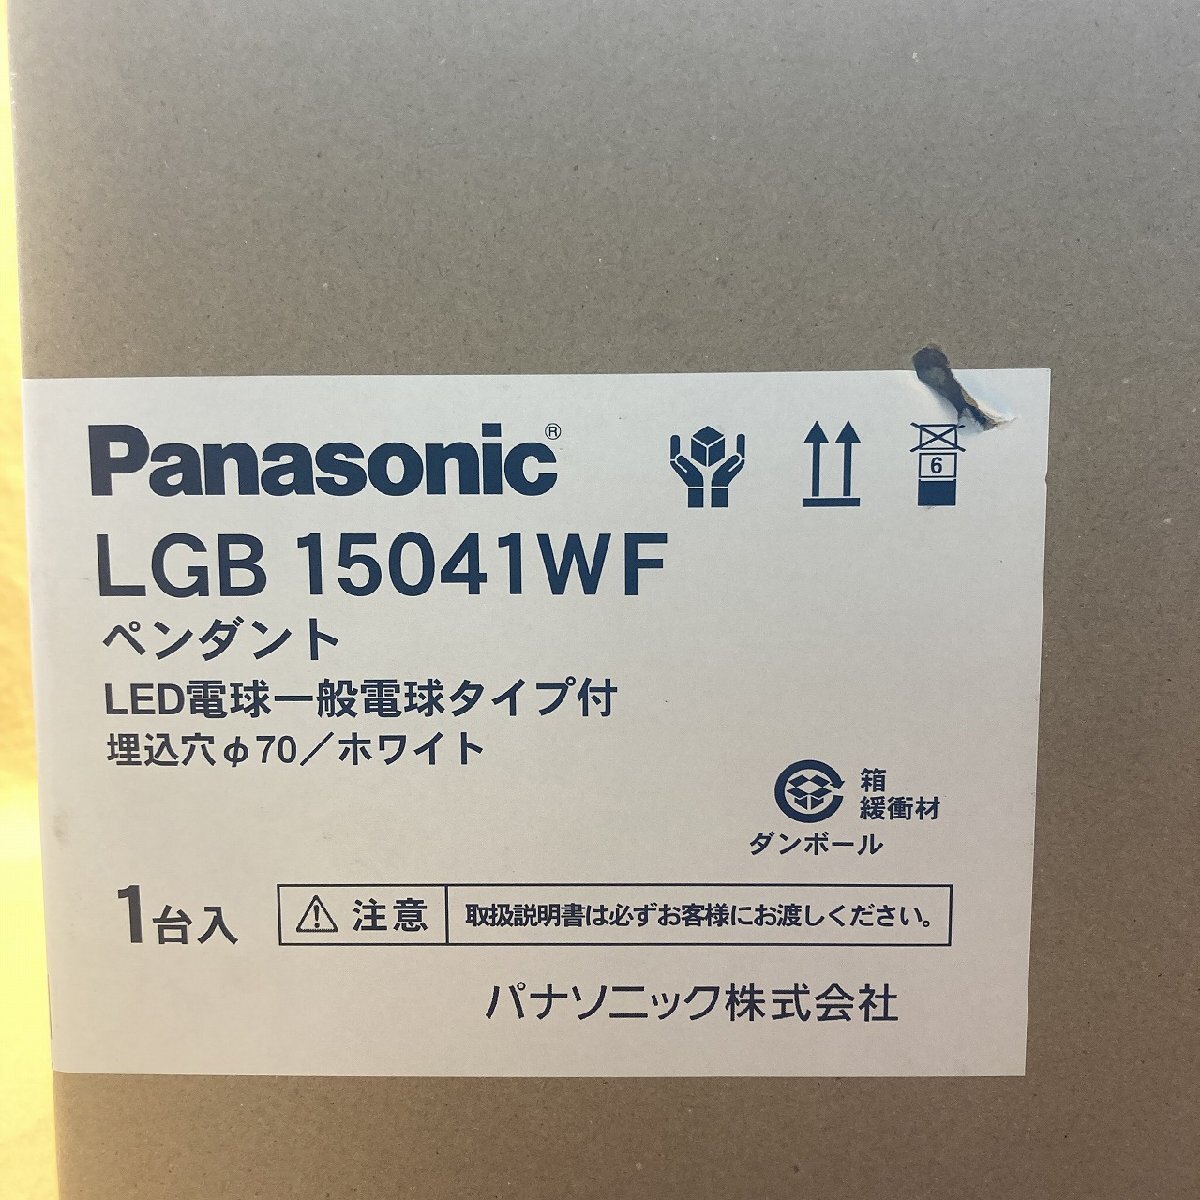 Panasonic®
6
LGB 15041WF
ペンダント
LED電球一般電球タイプ付
埋込穴φ70／ホワイト
箱
緩衝材
ダンボール
1台入
注意
取扱説明書は必ずお客様にお渡しください。
パナソニック株式会社